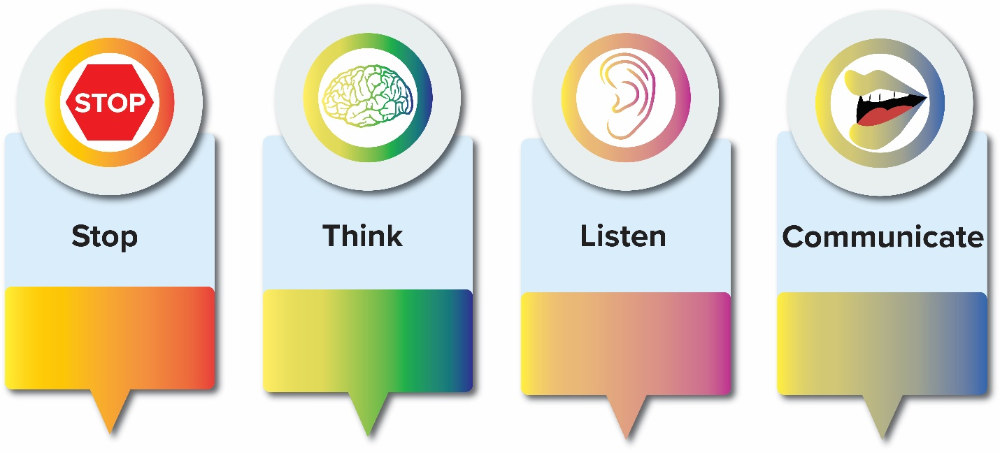 STOP
Stop
Think
Listen
Communicate